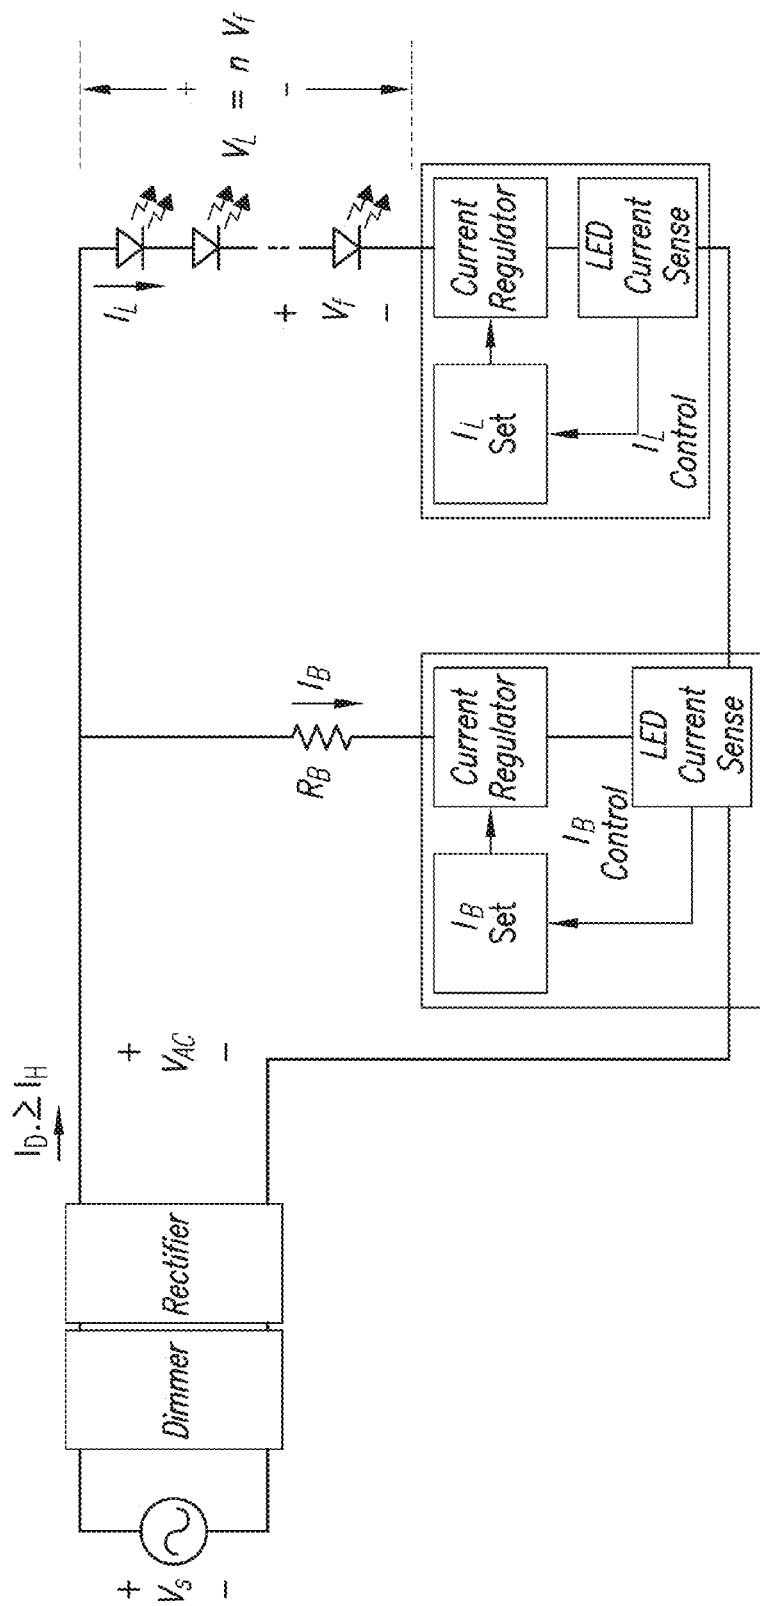 +
Vs
−
Dimmer
Rectifier
I_D. ≥ I_H
+
V_AC
−
R_B
I_B
Current
Regulator
I_B
Set
I_B
Control
LED
Current
Sense
I_L
+
V_f
−
+
V_L = n V_f
−
Current
Regulator
I_L
Set
LED
Current
Sense
I_L
Control